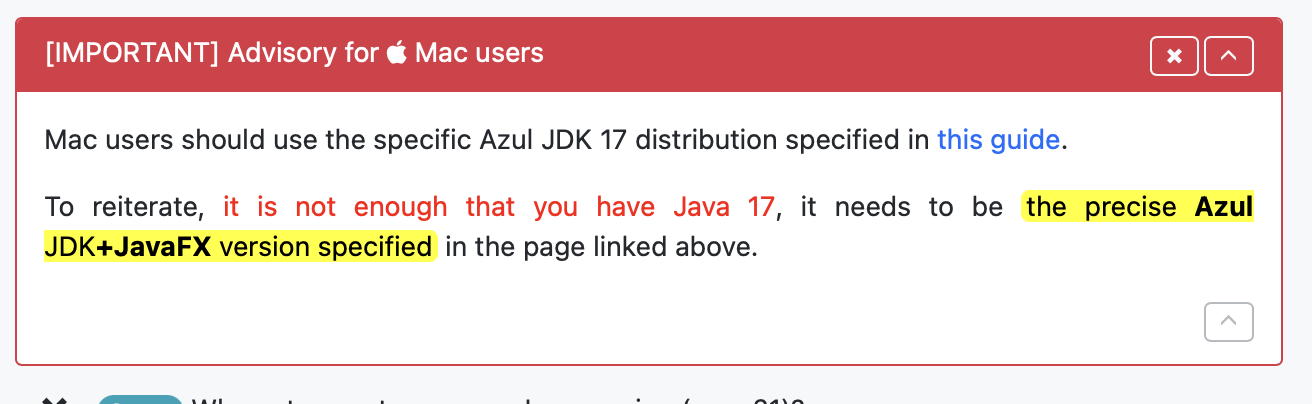 [IMPORTANT] Advisory for Mac users
Mac users should use the specific Azul JDK 17 distribution specified in this guide.
To reiterate, it is not enough that you have Java 17, it needs to be the precise Azul
JDK+JavaFX version specified in the page linked above.